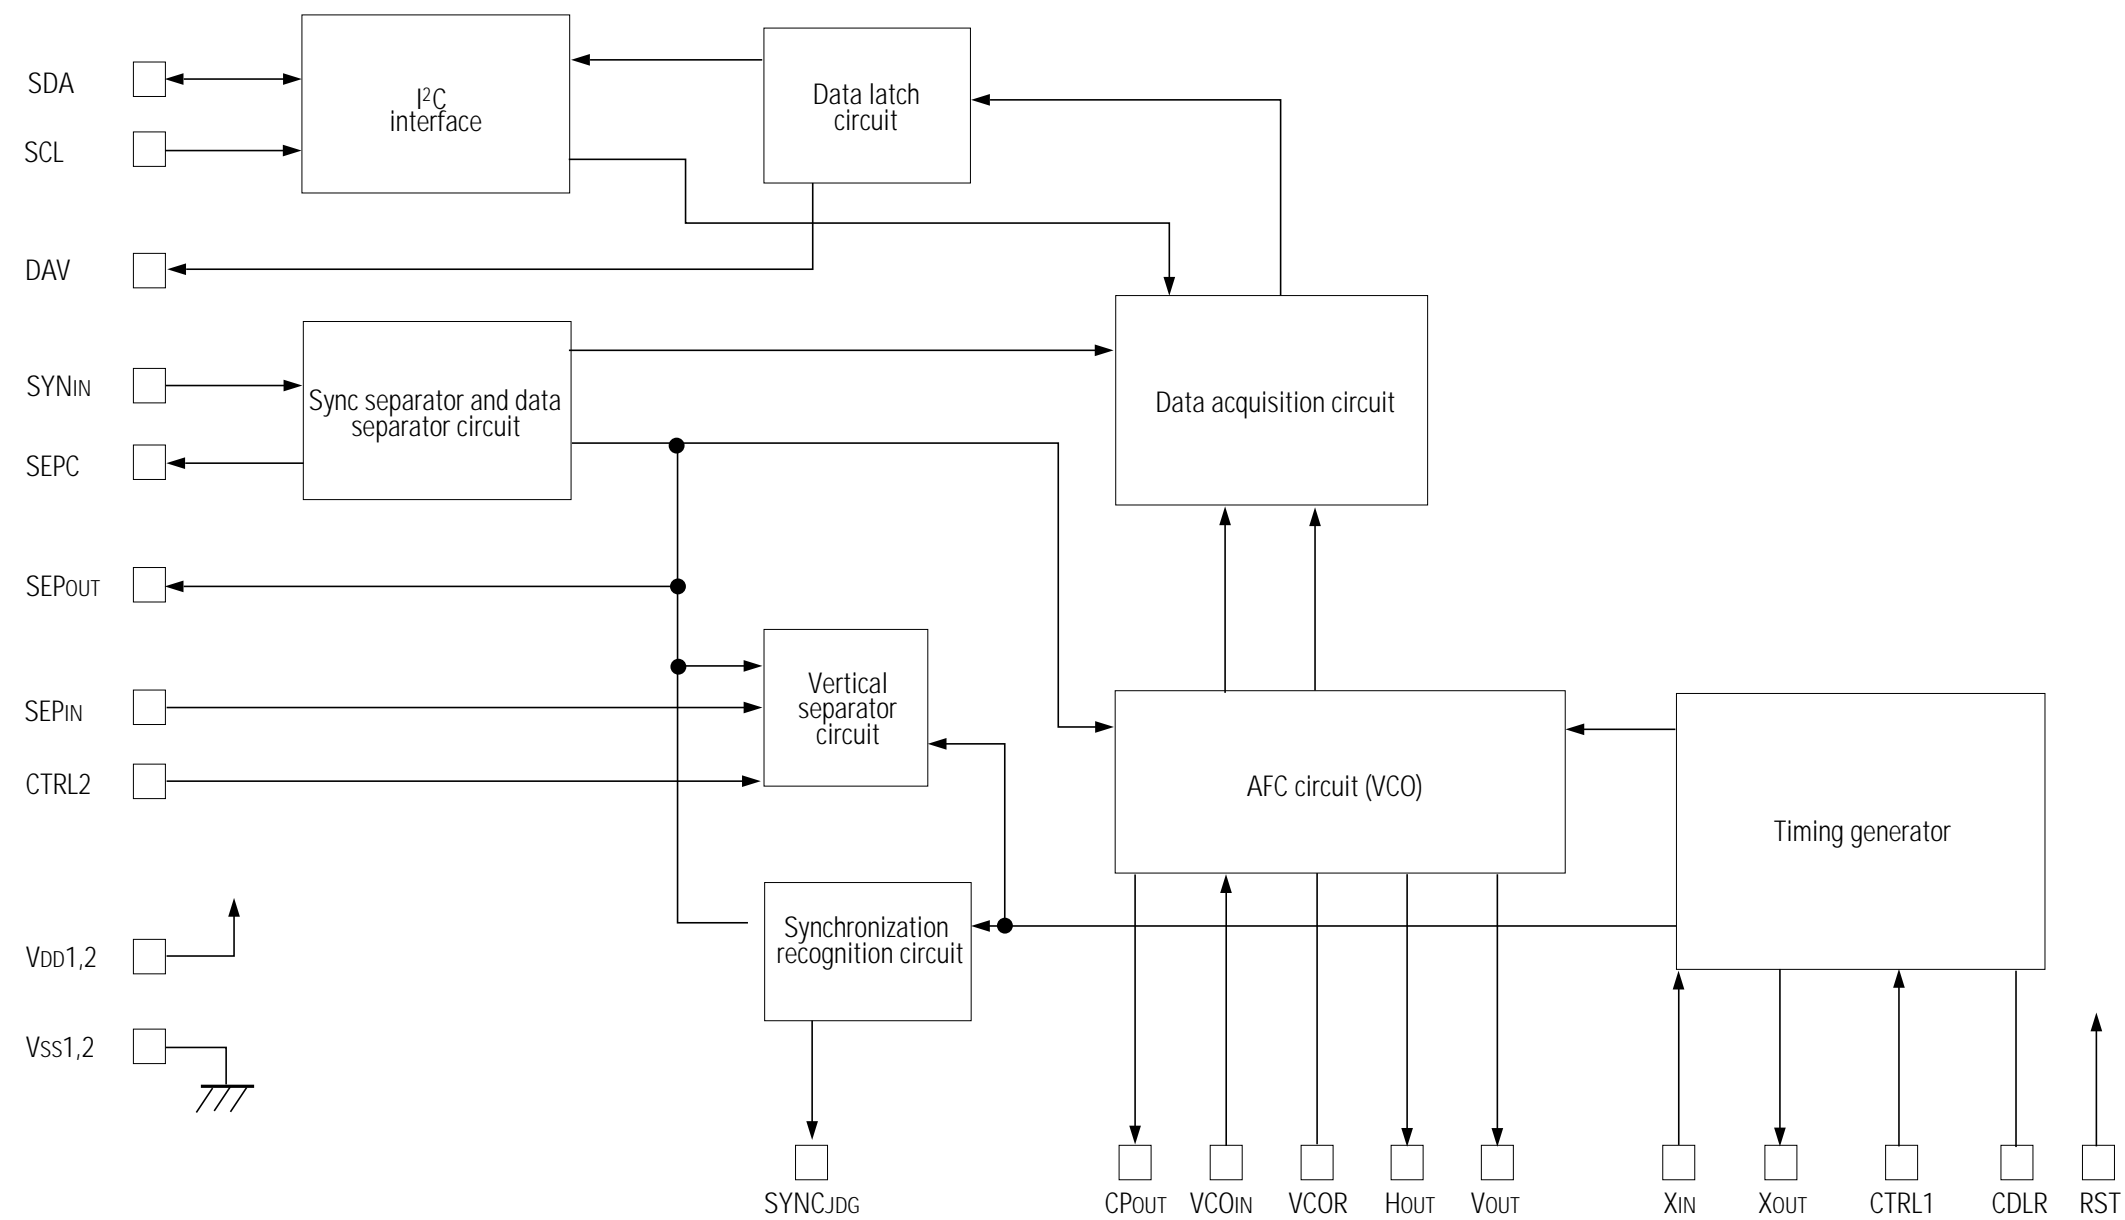 SDA
I²C
interface
Data latch
circuit
SCL
DAV
SYNIN
Sync separator and data
separator circuit
Data acquisition circuit
SEPC
SEPOUT
Vertical
separator
circuit
SEPIN
CTRL2
AFC circuit (VCO)
Timing generator
Synchronization
recognition circuit
VDD1,2
VSS1,2
SYNCJDG
CPOUT
VCOIN
VCOR
HOUT
VOUT
XIN
XOUT
CTRL1
CDLR
RST